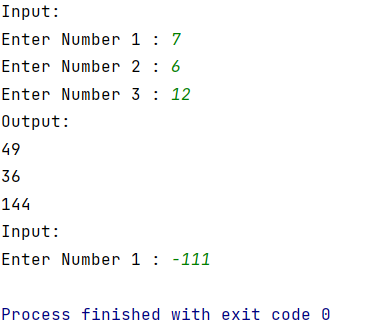 Input:
Enter Number 1 : 7
Enter Number 2 : 6
Enter Number 3 : 12
Output:
49
36
144
Input:
Enter Number 1 : -111
Process finished with exit code 0